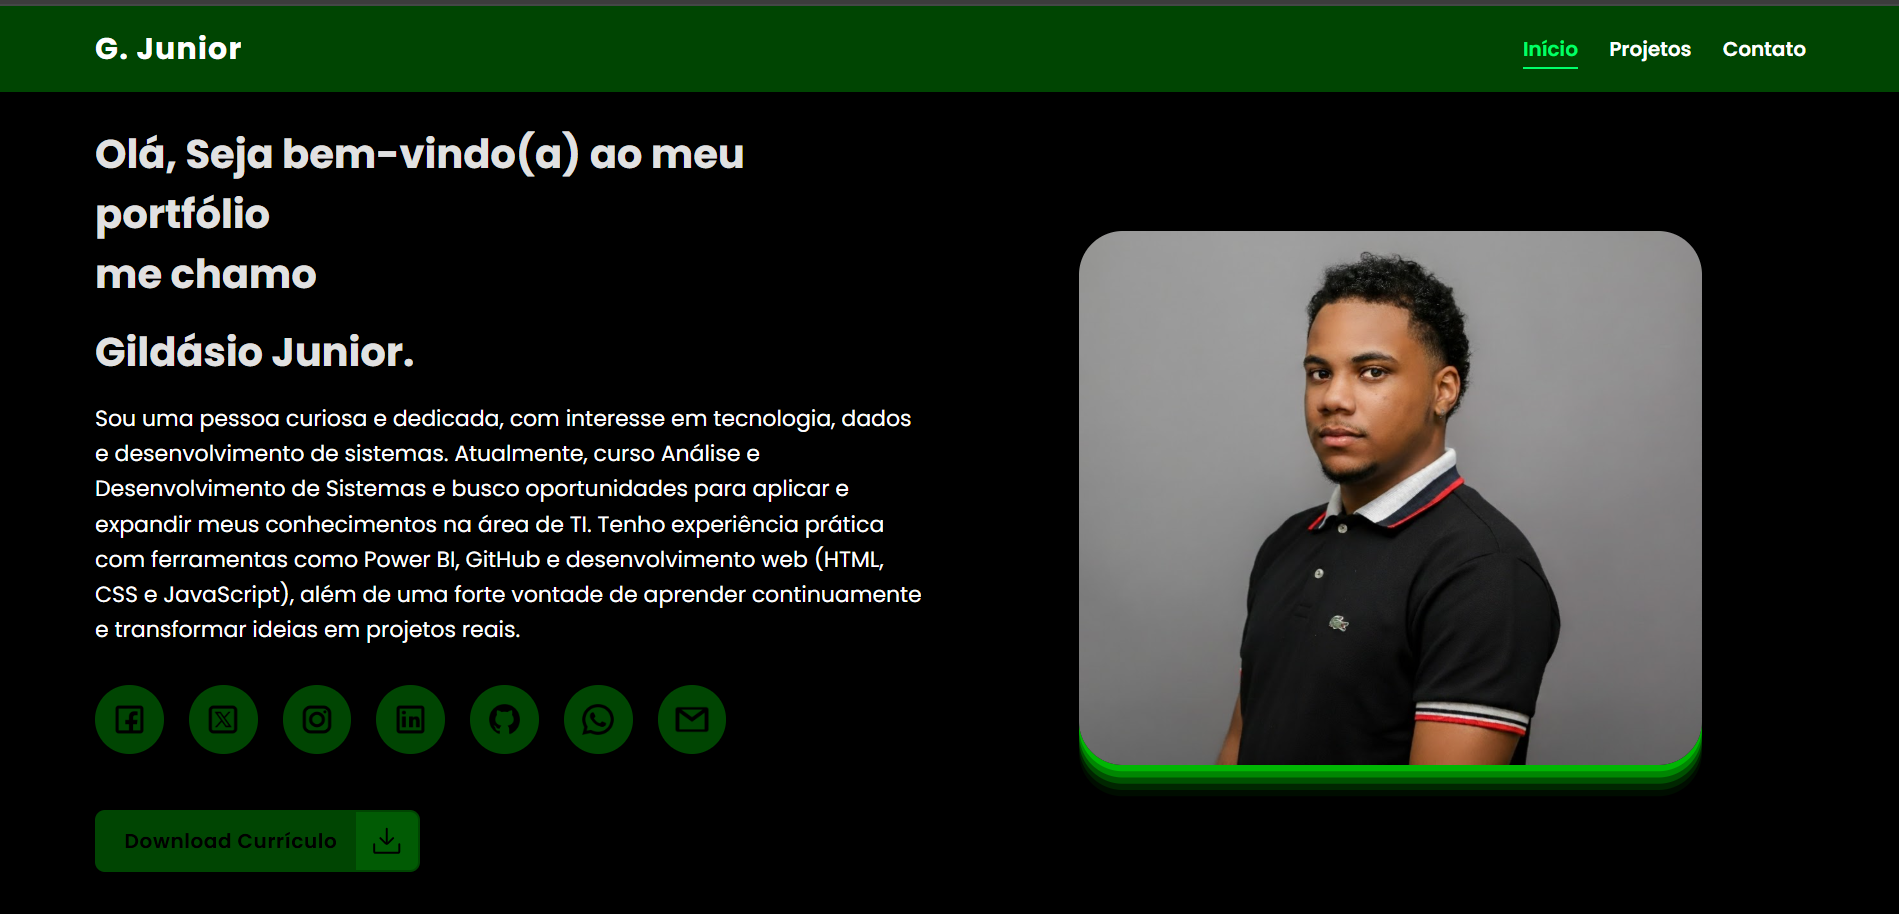 G. Junior
Início Projetos Contato
Olá, Seja bem-vindo(a) ao meu
portfólio
me chamo
Gildásio Junior.
Sou uma pessoa curiosa e dedicada, com interesse em tecnologia, dados
e desenvolvimento de sistemas. Atualmente, curso Análise e
Desenvolvimento de Sistemas e busco oportunidades para aplicar e
expandir meus conhecimentos na área de TI. Tenho experiência prática
com ferramentas como Power BI, GitHub e desenvolvimento web (HTML,
CSS e JavaScript), além de uma forte vontade de aprender continuamente
e transformar ideias em projetos reais.
Download Currículo